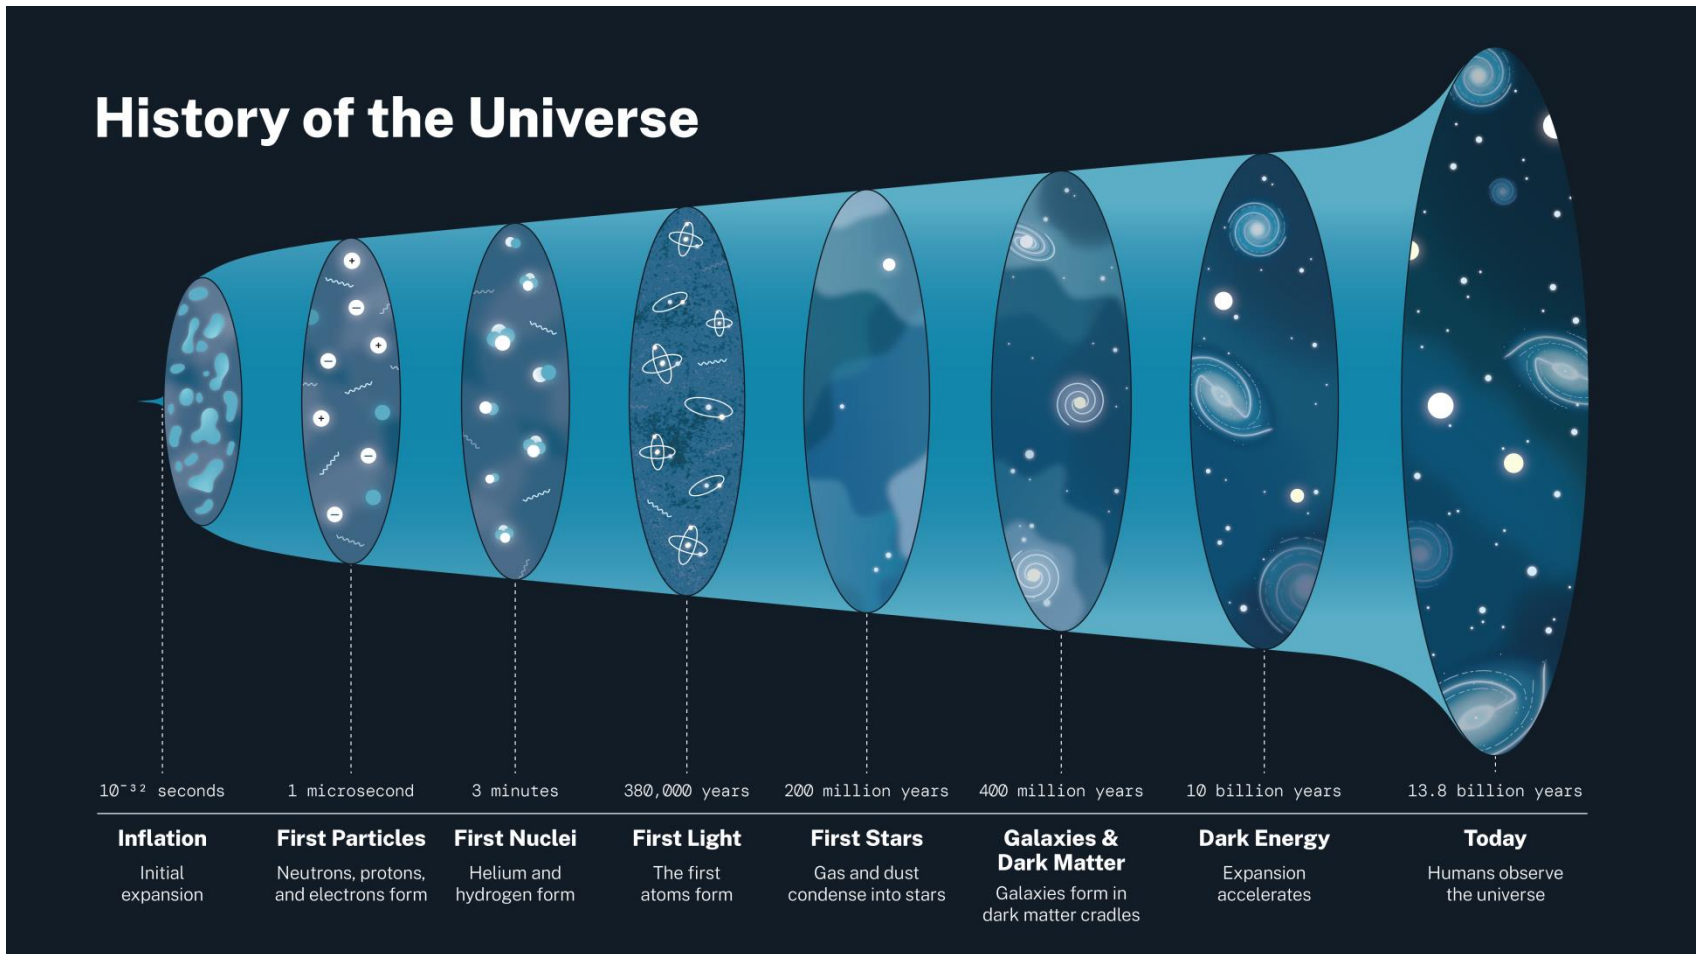 History of the Universe
10⁻³² seconds
1 microsecond
3 minutes
380,000 years
200 million years
400 million years
10 billion years
13.8 billion years
Inflation
Initial
expansion
First Particles
Neutrons, protons,
and electrons form
First Nuclei
Helium and
hydrogen form
First Light
The first
atoms form
First Stars
Gas and dust
condense into stars
Galaxies &
Dark Matter
Galaxies form in
dark matter cradles
Dark Energy
Expansion
accelerates
Today
Humans observe
the universe